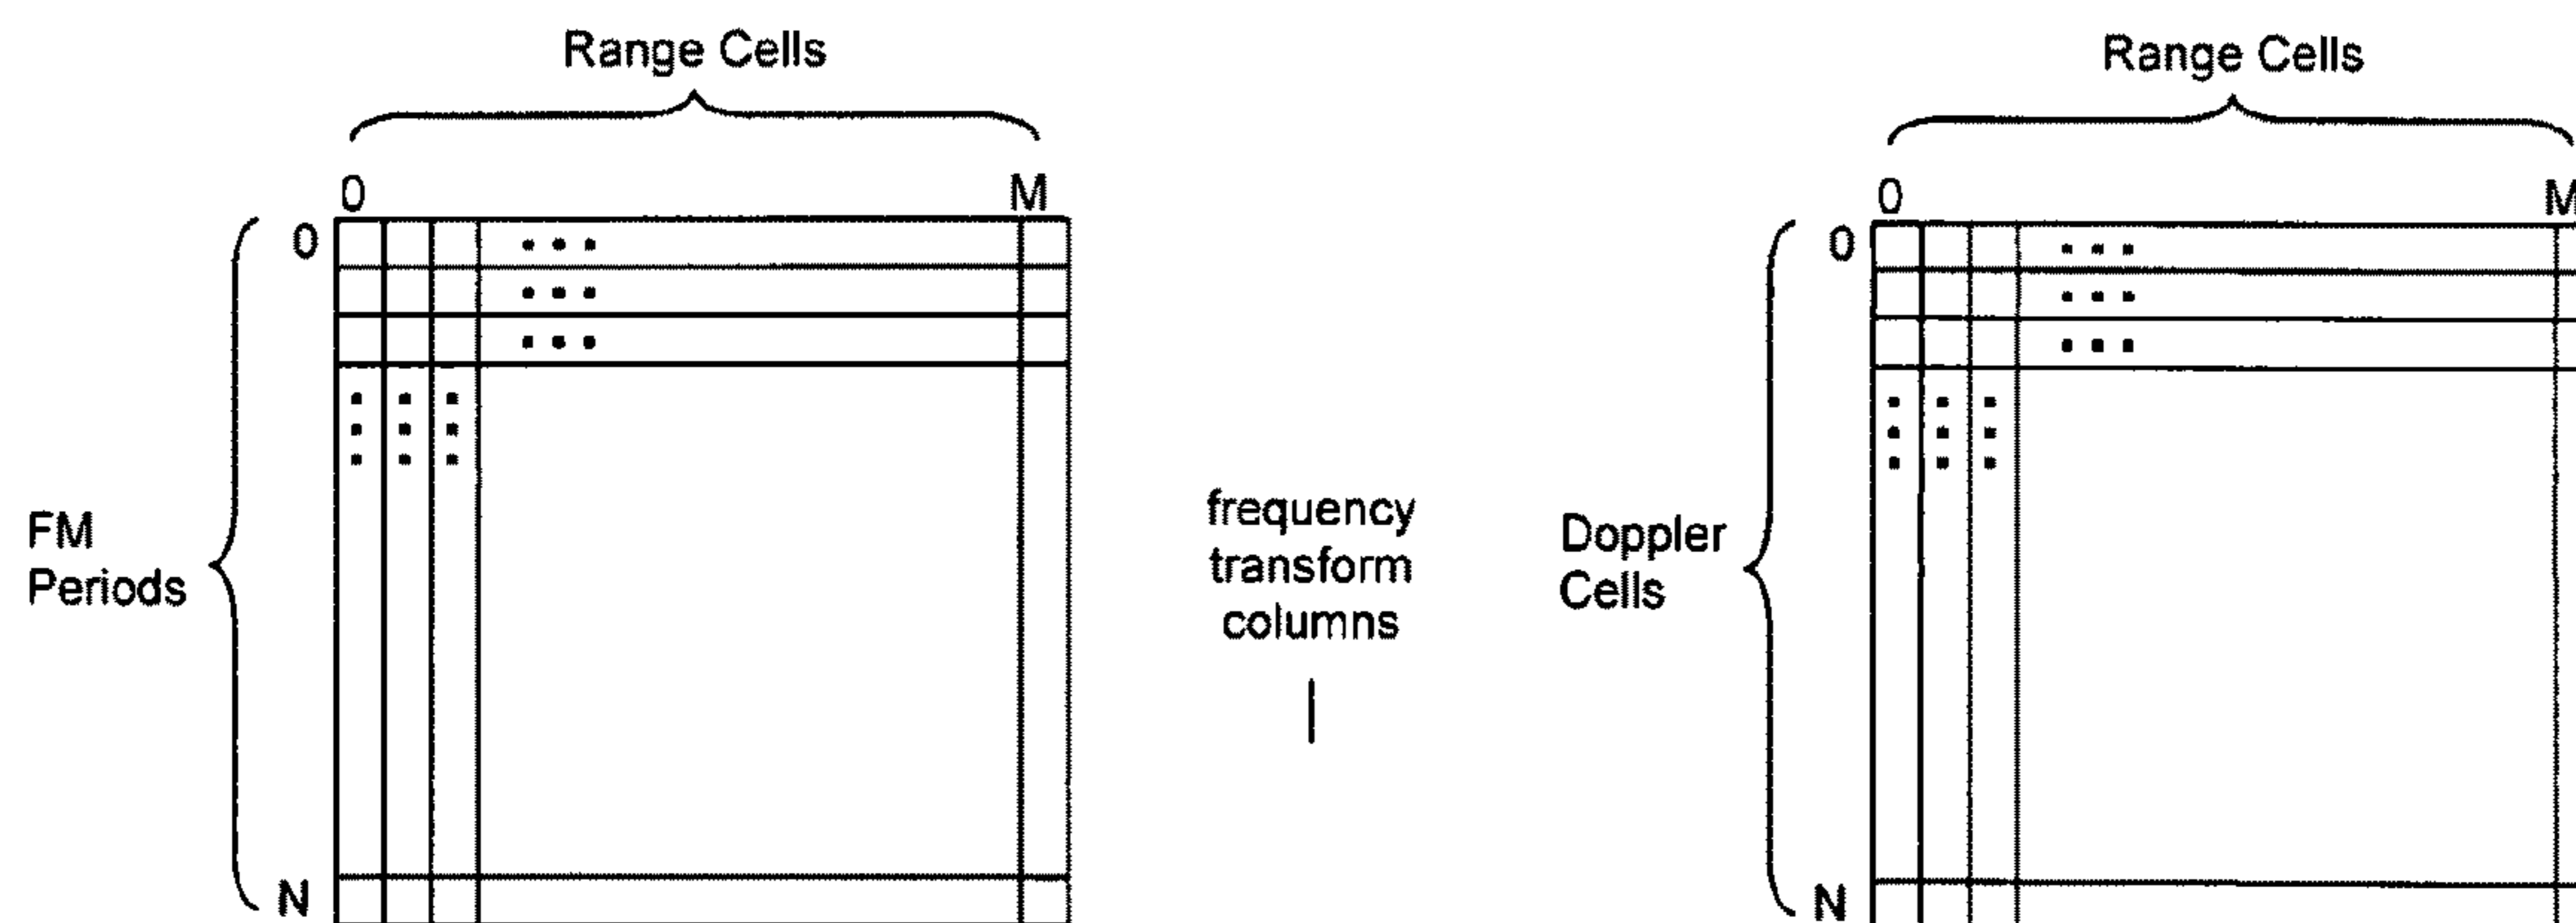 Range Cells
0
M
0
FM
Periods
N
frequency
transform
columns
Range Cells
0
M
0
Doppler
Cells
N